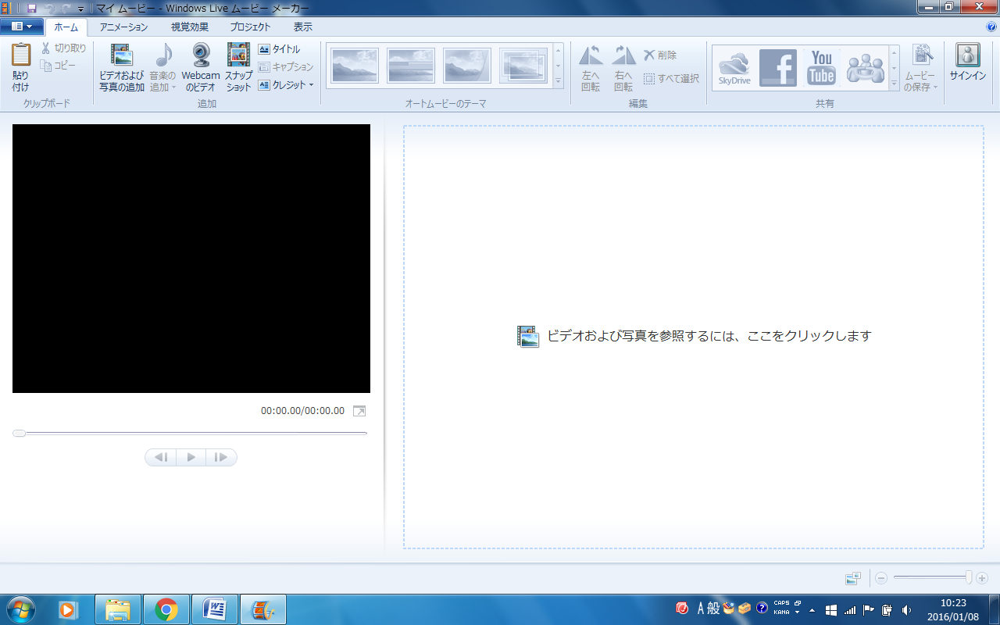 マイ ムービー - Windows Live ムービー メーカー
ホーム
アニメーション
視覚効果
プロジェクト
表示
貼り
付け
切り取り
コピー
クリップボード
ビデオおよび
写真の追加
音楽の
追加
Webcam
のビデオ
スナップ
ショット
タイトル
キャプション
クレジット
追加
オートムービーのテーマ
左へ
回転
右へ
回転
削除
すべて選択
編集
SkyDrive
f
You
Tube
共有
ムービー
の保存
サインイン
ビデオおよび写真を参照するには、ここをクリックします
00:00.00/00:00.00
A 般
CAPS
KANA
10:23
2016/01/08